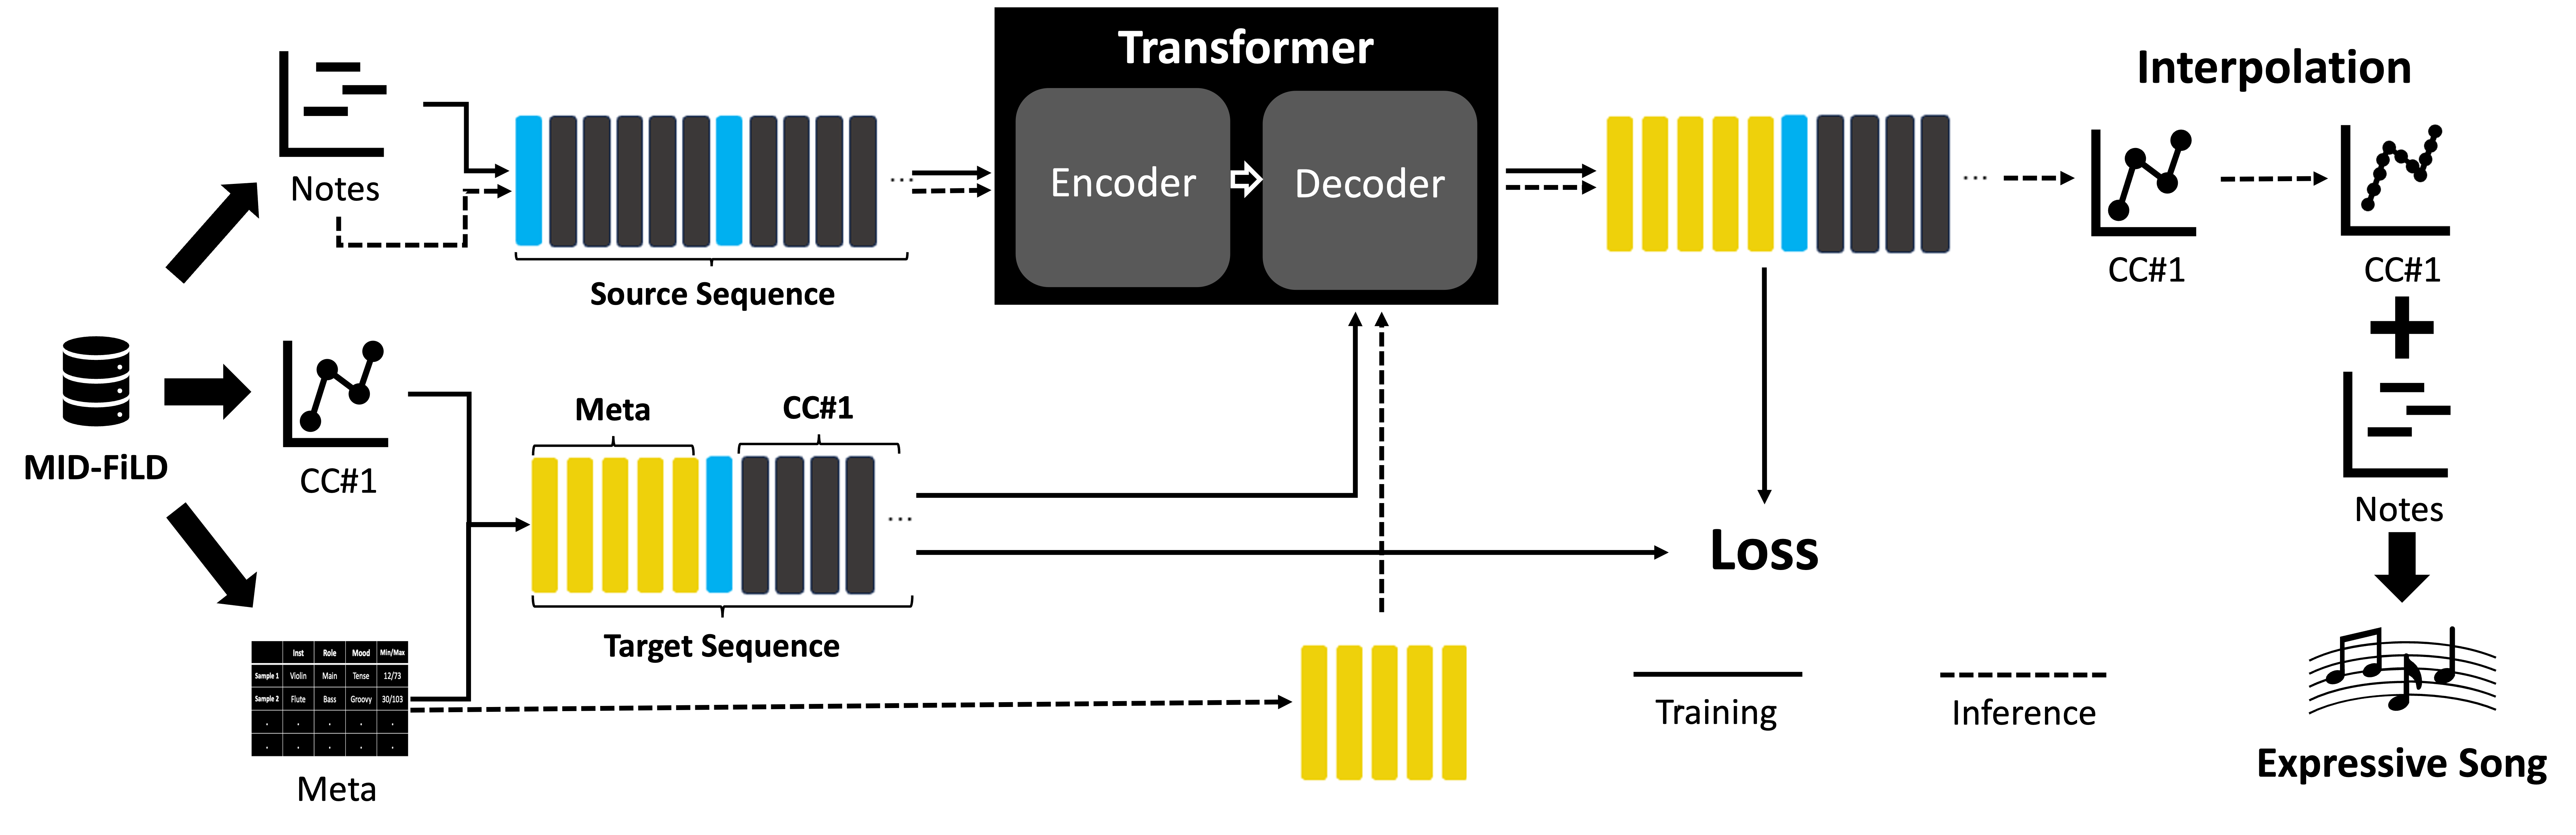 Transformer
Encoder
Decoder
Interpolation
Notes
...
Source Sequence
...
CC#1
CC#1
MID-FiLD
CC#1
Meta
CC#1
...
Target Sequence
Loss
Notes
Inst Role Mood Min/Max
Sample 1 Violin Main Tense 12/73
Sample 2 Flute Bass Groovy 30/103
. . . . .
. . . . .
Meta
Training
Inference
Expressive Song